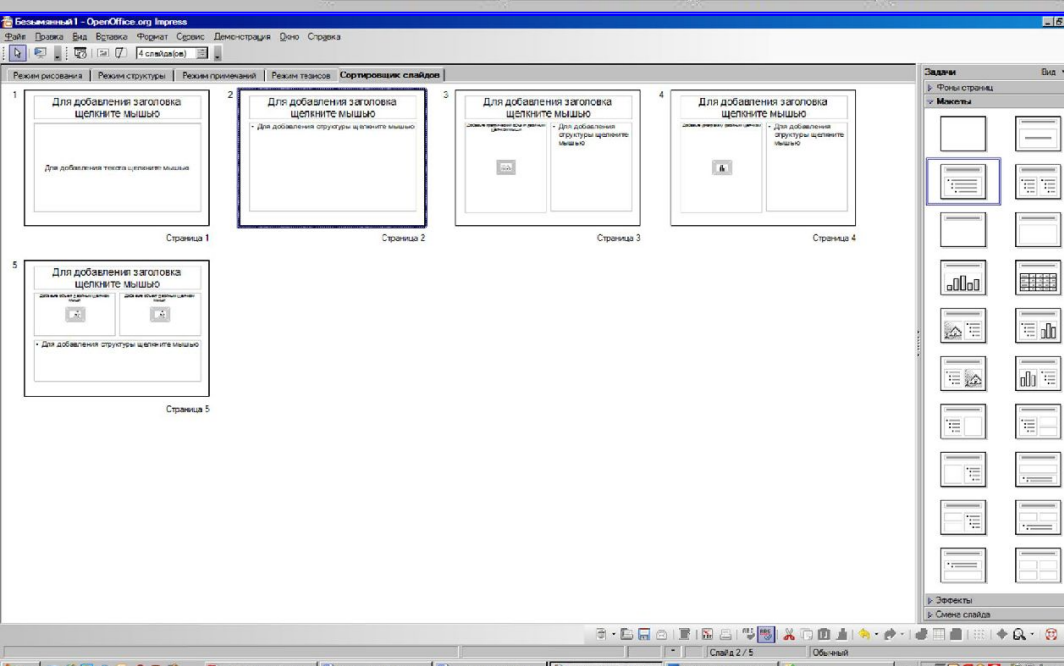 Безымянный1 - OpenOffice.org Impress
Файл Правка Вид Вставка Формат Сервис Демонстрация Окно Справка
4 слайда(ов)
Режим рисования Режим структуры Режим примечаний Режим тезисов Сортировщик слайдов
Задачи Вид
Фоны страниц
Макеты
1
Для добавления заголовка
щелкните мышью
Для добавления текста щелкните мышью
Страница 1
2
Для добавления заголовка
щелкните мышью
• Для добавления структуры щелкните мышью
Страница 2
3
Для добавления заголовка
щелкните мышью
• Для добавления
структуры щелкните
мышью
Страница 3
4
Для добавления заголовка
щелкните мышью
• Для добавления
структуры щелкните
мышью
Страница 4
5
Для добавления заголовка
щелкните мышью
• Для добавления структуры щелкните мышью
Страница 5
Эффекты
Смена слайда
Слайд 2 / 5 Обычный